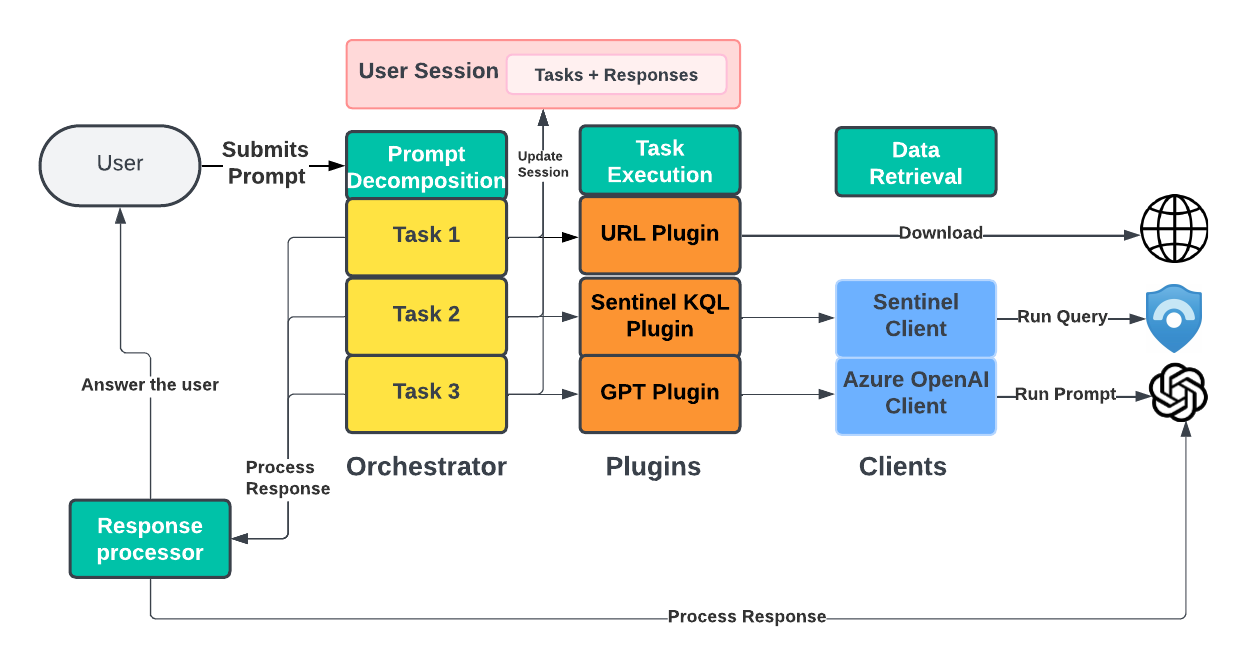 User Session
Tasks + Responses
User
Submits
Prompt
Prompt
Decomposition
Update
Session
Task
Execution
Data
Retrieval
Task 1
URL Plugin
Download
Task 2
Sentinel KQL
Plugin
Sentinel
Client
Run Query
Task 3
GPT Plugin
Azure OpenAI
Client
Run Prompt
Answer the user
Process
Response
Orchestrator
Plugins
Clients
Response
processor
Process Response